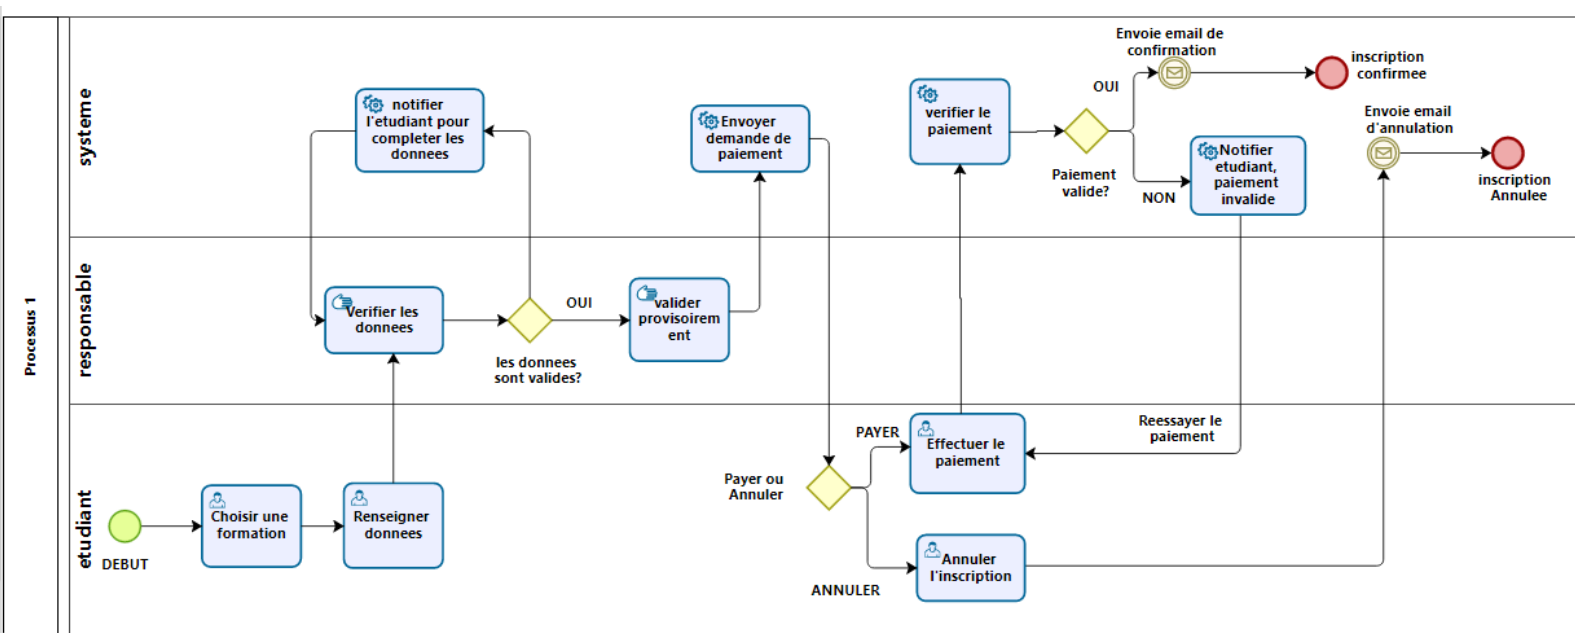 Processus 1
systeme
responsable
etudiant
notifier
l'etudiant pour
completer les
donnees
Envoyer
demande de
paiement
verifier le
paiement
Paiement
valide?
OUI
NON
Envoie email de
confirmation
inscription
confirmee
Notifier
etudiant,
paiement
invalide
Envoie email
d'annulation
inscription
Annulee
Verifier les
donnees
les donnees
sont valides?
OUI
valider
provisoirem
ent
DEBUT
Choisir une
formation
Renseigner
donnees
Payer ou
Annuler
PAYER
ANNULER
Effectuer le
paiement
Reessayer le
paiement
Annuler
l'inscription